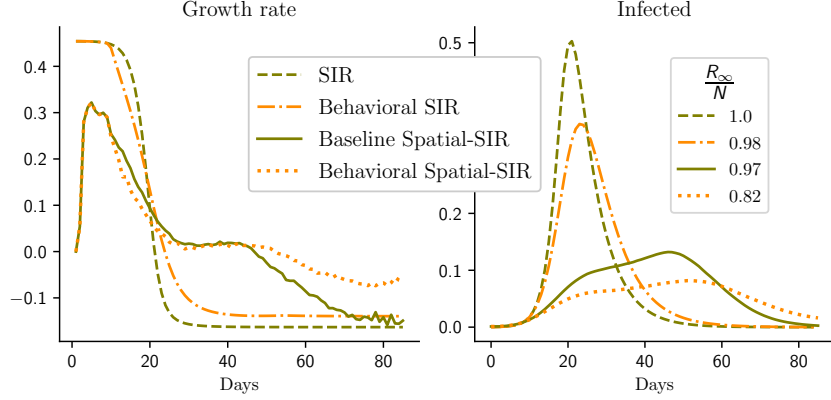 Growth rate
0.4
0.3
0.2
0.1
0.0
−0.1
0 20 40 60 80
Days
SIR
Behavioral SIR
Baseline Spatial-SIR
Behavioral Spatial-SIR
Infected
0.5
0.2
0.1
0.0
0 20 40 60 80
Days
R∞
N
1.0
0.98
0.97
0.82